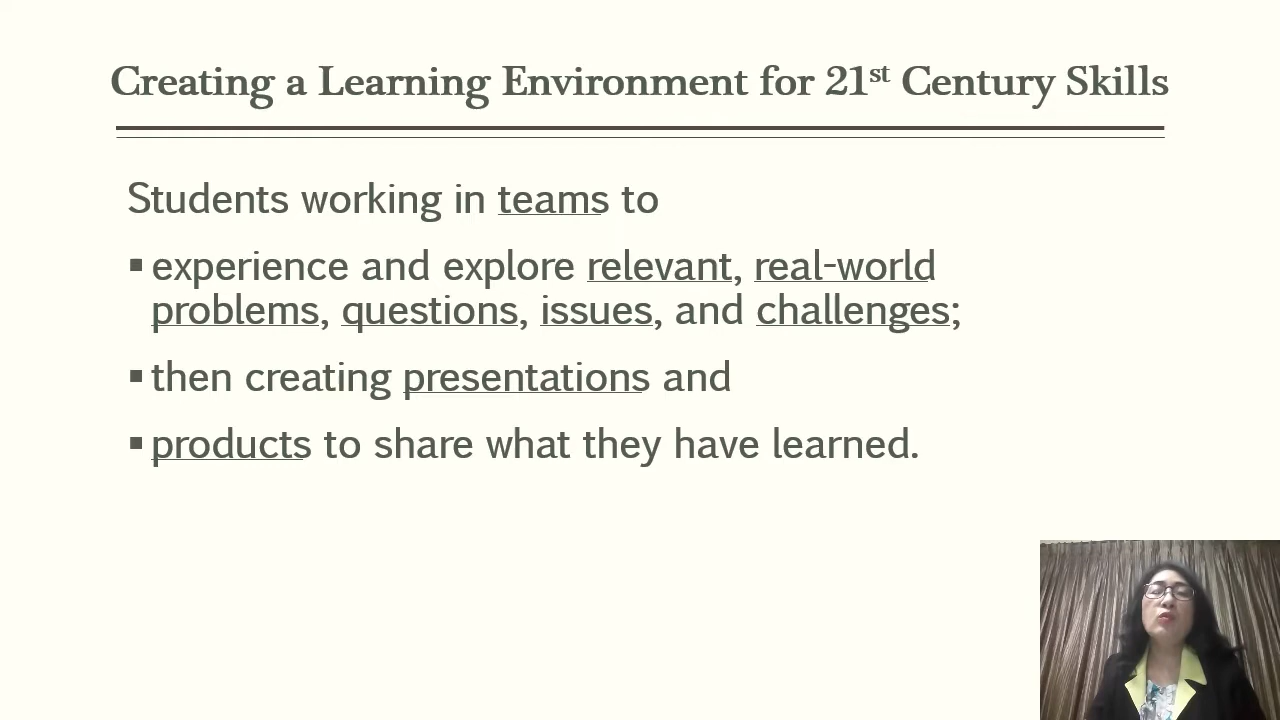 Creating a Learning Environment for 21st Century Skills
Students working in teams to
▪ experience and explore relevant, real-world
problems, questions, issues, and challenges;
▪ then creating presentations and
▪ products to share what they have learned.